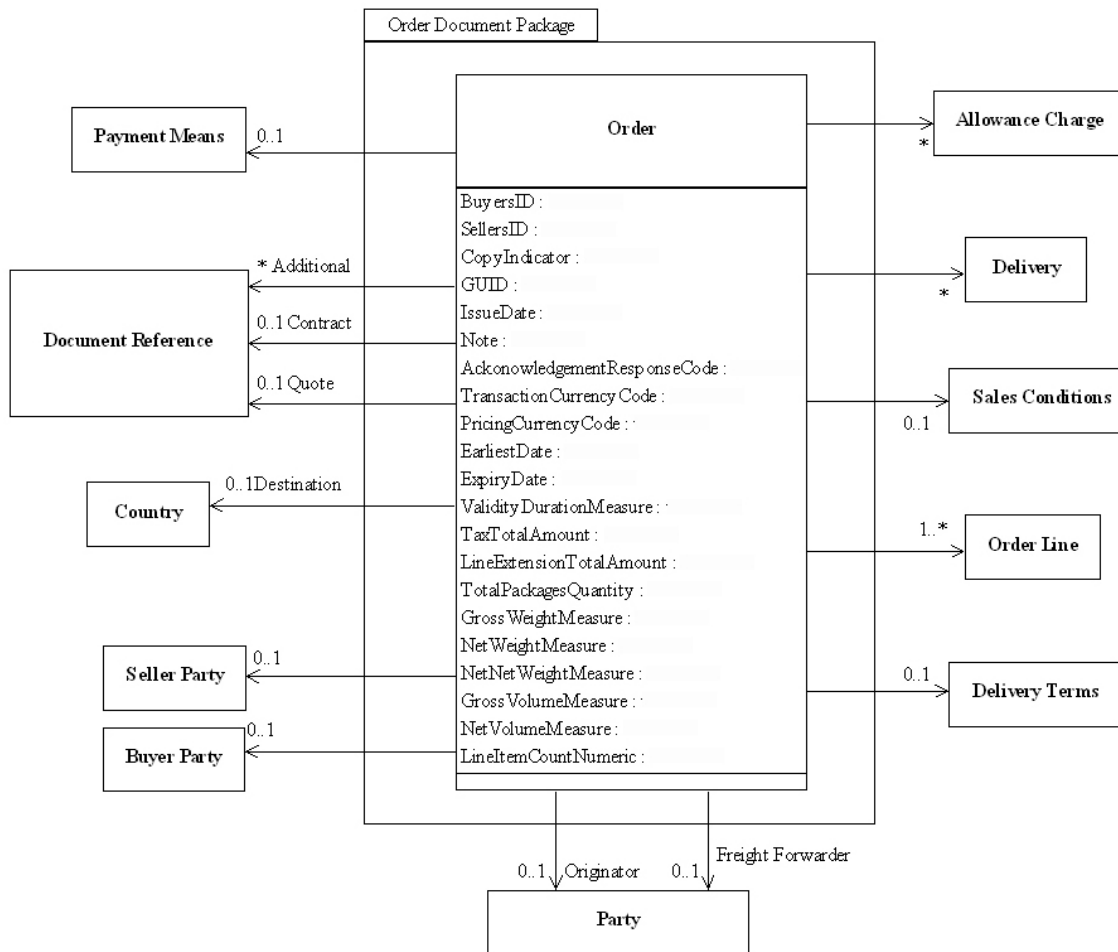 Order Document Package
Order
Payment Means
0..1
Allowance Charge
*
BuyersID :
SellersID :
CopyIndicator :
GUID :
IssueDate :
Note :
AckonowledgementResponseCode :
TransactionCurrencyCode :
PricingCurrencyCode :
EarliestDate :
ExpiryDate :
ValidityDurationMeasure :
TaxTotalAmount :
LineExtensionTotalAmount :
TotalPackagesQuantity :
GrossWeightMeasure :
NetWeightMeasure :
NetNetWeightMeasure :
GrossVolumeMeasure :
NetVolumeMeasure :
LineItemCountNumeric :
* Additional
Document Reference
0..1 Contract
0..1 Quote
0..1Destination
Country
0..1
Seller Party
0..1
Buyer Party
Delivery
*
Sales Conditions
0..1
1..*
Order Line
0..1
Delivery Terms
0..1
Originator
0..1
Freight Forwarder
Party